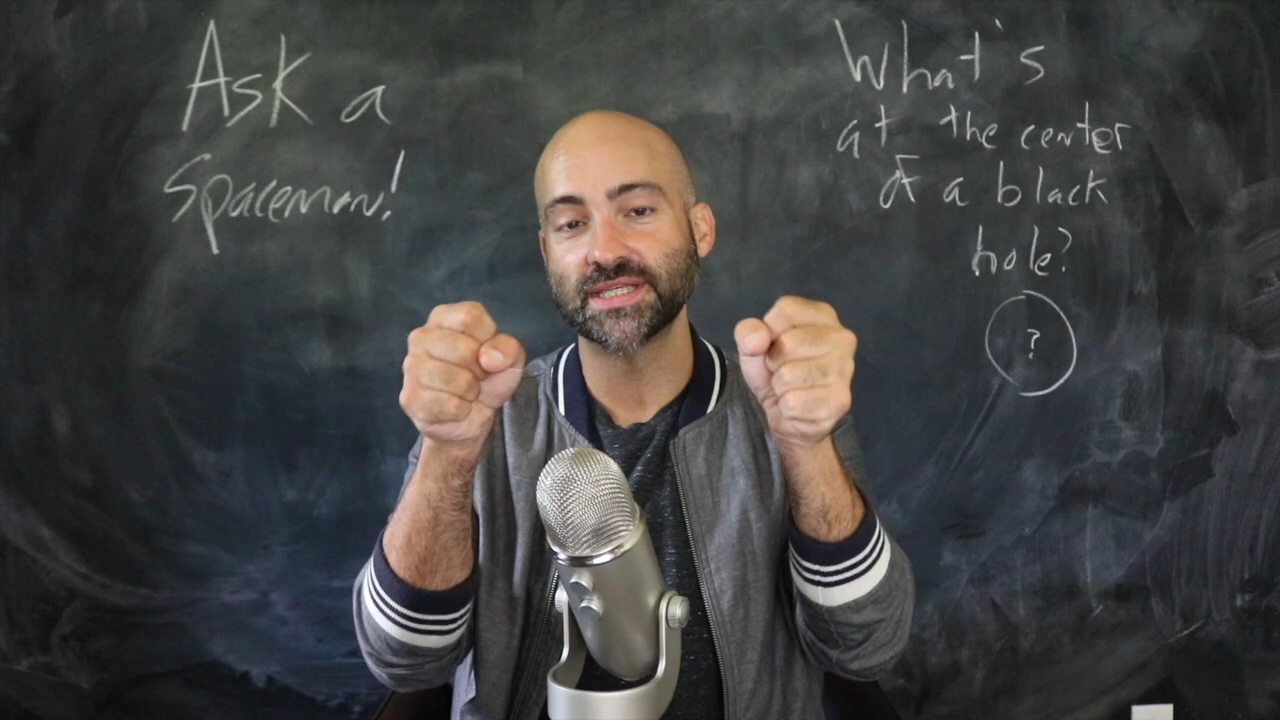 Ask a
Spaceman!
What's
at the center
of a black
hole?
?